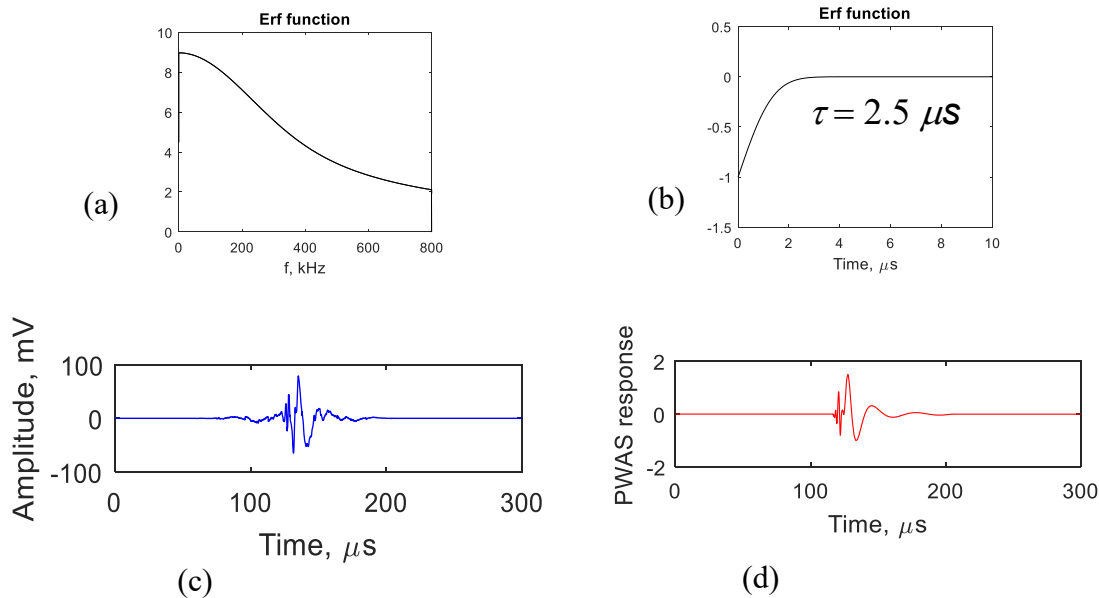 Erf function
10
8
6
4
2
0
0 200 400 600 800
f, kHz
(a)
Erf function
0.5
0
-0.5
-1
-1.5
0 2 4 6 8 10
Time, μs
τ = 2.5 μs
(b)
Amplitude, mV
100
0
-100
0 100 200 300
Time, μs
(c)
PWAS response
2
0
-2
0 100 200 300
Time, μs
(d)